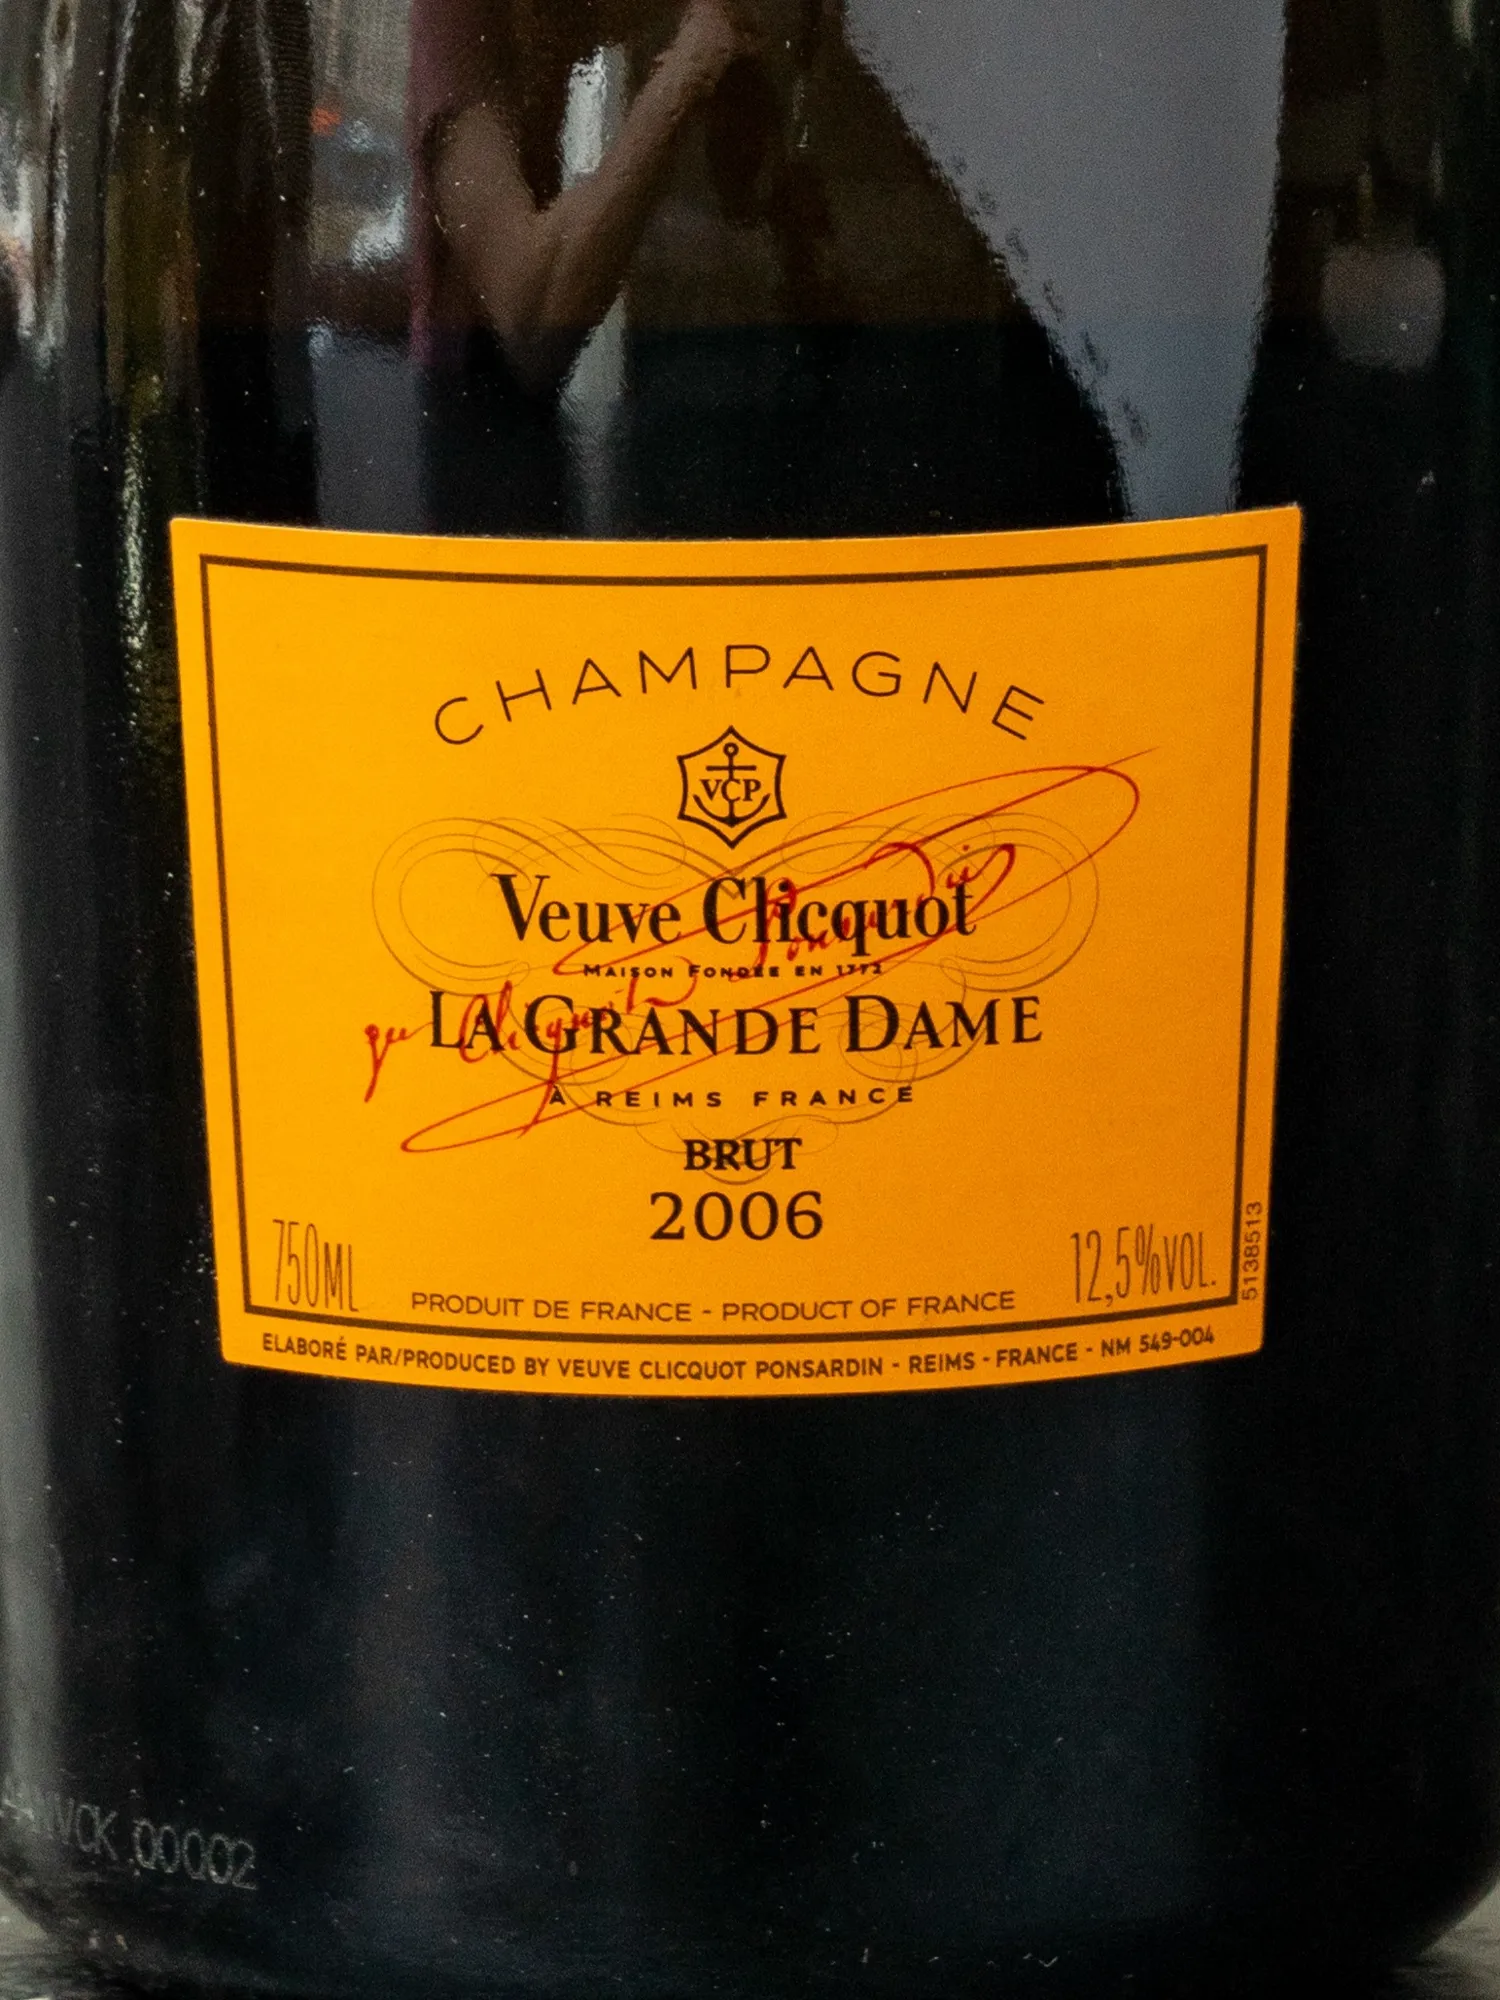 CHAMPAGNE
VCP
Veuve Clicquot
MAISON FONDÉE EN 1772
LA GRANDE DAME
À REIMS FRANCE
BRUT
2006
750ML
12,5%VOL.
PRODUIT DE FRANCE - PRODUCT OF FRANCE
ELABORÉ PAR/PRODUCED BY VEUVE CLICQUOT PONSARDIN - REIMS - FRANCE - NM 549-004
5138513
00002